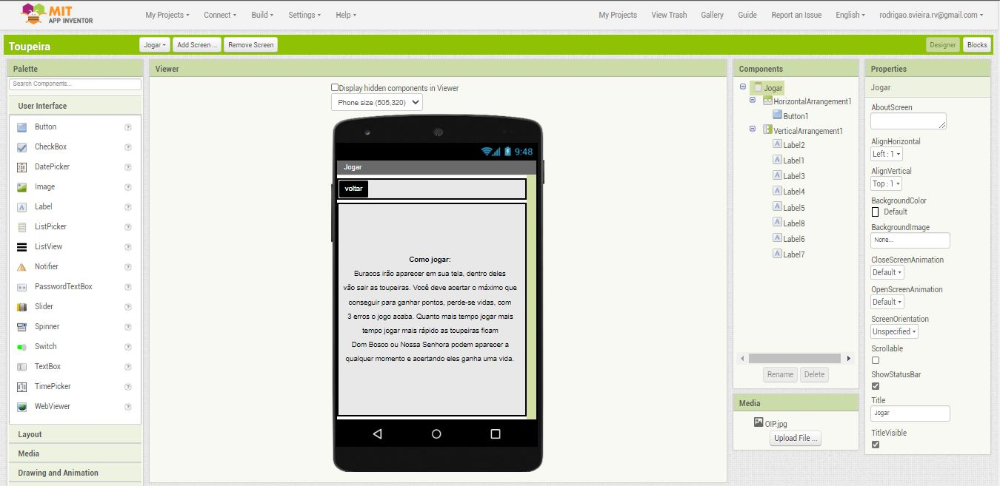 MIT
APP INVENTOR
My Projects Connect Build Settings Help My Projects View Trash Gallery Guide Report an Issue English rodrigao.svieira.rv@gmail.com
Toupeira Jogar Add Screen ... Remove Screen Designer Blocks
Palette
Search Components...
User Interface
Button ?
CheckBox ?
DatePicker ?
Image ?
Label ?
ListPicker ?
ListView ?
Notifier ?
PasswordTextBox ?
Slider ?
Spinner ?
Switch ?
TextBox ?
TimePicker ?
WebViewer ?
Layout
Media
Drawing and Animation
Viewer
Display hidden components in Viewer
Phone size (505,320)
9:48
Jogar
voltar
Como jogar:
Buracos irão aparecer em sua tela, dentro deles
vão sair as toupeiras. Você deve acertar o máximo que
conseguir para ganhar pontos, perde-se vidas, com
3 erros o jogo acaba. Quanto mais tempo jogar mais
tempo jogar mais rápido as toupeiras ficam
Dom Bosco ou Nossa Senhora podem aparecer a
qualquer momento e acertando eles ganha uma vida.
Components
Jogar
HorizontalArrangement1
Button1
VerticalArrangement1
Label2
Label1
Label3
Label4
Label5
Label8
Label6
Label7
Rename Delete
Media
OIP.jpg
Upload File ...
Properties
Jogar
AboutScreen
AlignHorizontal
Left : 1
AlignVertical
Top : 1
BackgroundColor
Default
BackgroundImage
None...
CloseScreenAnimation
Default
OpenScreenAnimation
Default
ScreenOrientation
Unspecified
Scrollable
ShowStatusBar
Title
Jogar
TitleVisible